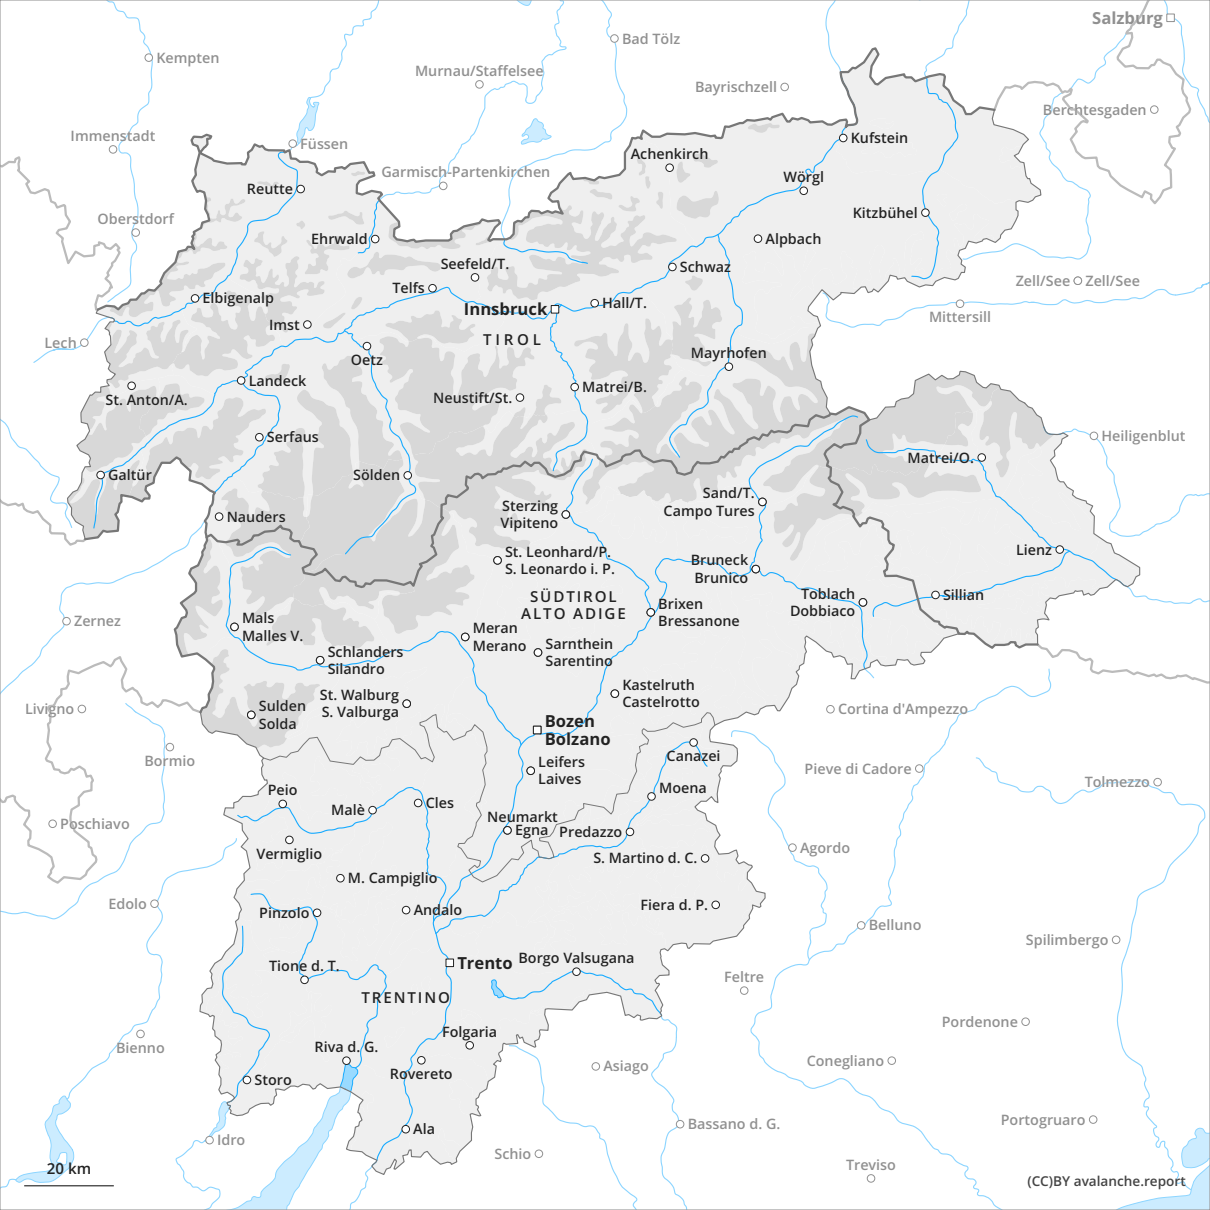 Salzburg
Bad Tölz
Kempten
Murnau/Staffelsee
Bayrischzell
Berchtesgaden
Immenstadt
Füssen
Kufstein
Achenkirch
Garmisch-Partenkirchen
Wörgl
Reutte
Kitzbühel
Oberstdorf
Ehrwald
Alpbach
Seefeld/T.
Schwaz
Zell/See
Zell/See
Telfs
Elbigenalp
Hall/T.
Innsbruck
Mittersill
Imst
TIROL
Lech
Oetz
Mayrhofen
Landeck
Matrei/B.
St. Anton/A.
Neustift/St.
Serfaus
Heiligenblut
Matrei/O.
Galtür
Sölden
Sand/T.
Campo Tures
Sterzing
Vipiteno
Nauders
Lienz
St. Leonhard/P.
S. Leonardo i. P.
Bruneck
Brunico
Toblach
Dobbiaco
Sillian
SÜDTIROL
ALTO ADIGE
Brixen
Bressanone
Zernez
Mals
Malles V.
Meran
Merano
Sarnthein
Sarentino
Schlanders
Silandro
Kastelruth
Castelrotto
St. Walburg
S. Valburga
Sulden
Solda
Livigno
Cortina d'Ampezzo
Bozen
Bolzano
Bormio
Canazei
Leifers
Laives
Pieve di Cadore
Tolmezzo
Peio
Moena
Malè
Cles
Neumarkt
Egna
Predazzo
Poschiavo
Vermiglio
Agordo
S. Martino d. C.
M. Campiglio
Edolo
Pinzolo
Andalo
Fiera d. P.
Belluno
Spilimbergo
Trento
Borgo Valsugana
Tione d. T.
Feltre
TRENTINO
Pordenone
Folgaria
Bienno
Riva d. G.
Conegliano
Asiago
Rovereto
Storo
Portogruaro
Bassano d. G.
Ala
Idro
Schio
Treviso
20 km
(CC)BY avalanche.report